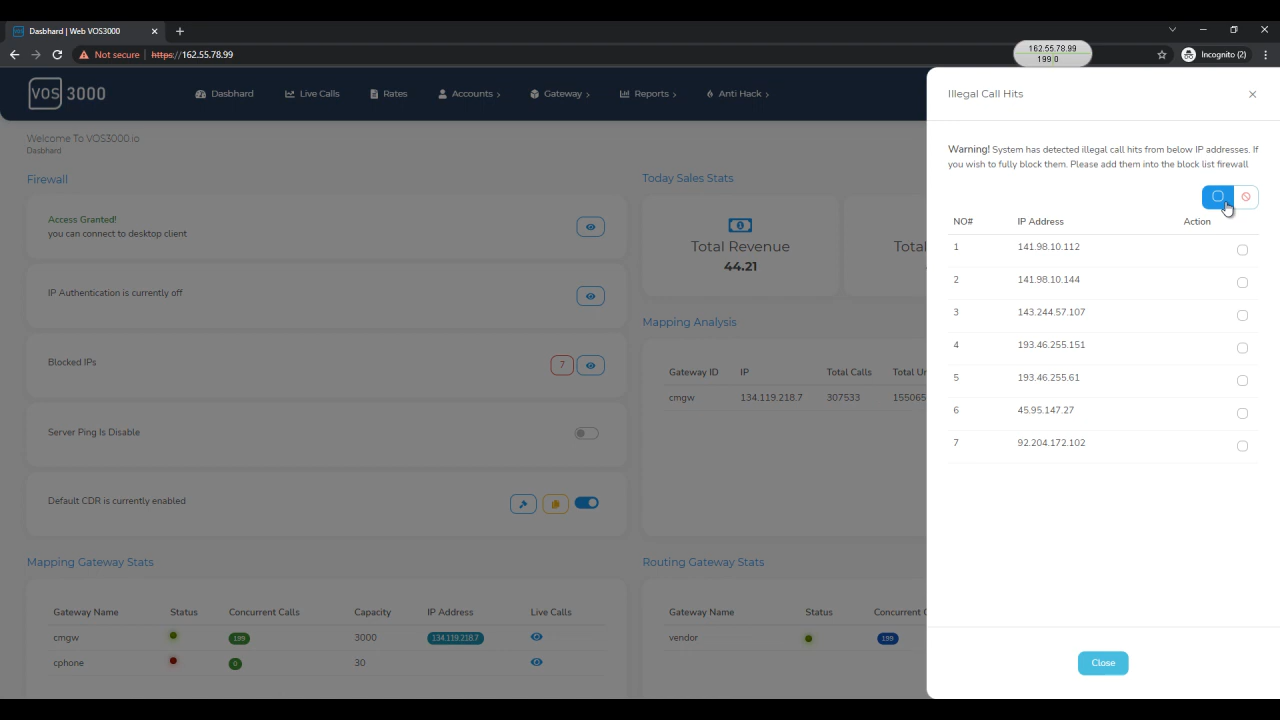 Dasbhard | Web VOS3000
Not secure https://162.55.78.99
162.55.78.99
199 0
Incognito (2)
VOS 3000
Dasbhard
Live Calls
Rates
Accounts
Gateway
Reports
Anti Hack
Welcome To VOS3000.io
Dasbhard
Firewall
Access Granted!
you can connect to desktop client
IP Authentication is currently off
Blocked IPs
7
Server Ping Is Disable
Default CDR is currently enabled
Today Sales Stats
Total Revenue
44.21
Total
Mapping Analysis
Gateway ID IP Total Calls Total Ur
cmgw 134.119.218.7 307533 155065
Mapping Gateway Stats
Gateway Name Status Concurrent Calls Capacity IP Address Live Calls
cmgw 199 3000 134.119.218.7
cphone 0 30
Routing Gateway Stats
Gateway Name Status Concurrent
vendor 199
Illegal Call Hits
Warning! System has detected illegal call hits from below IP addresses. If
you wish to fully block them. Please add them into the block list firewall
NO# IP Address Action
1 141.98.10.112
2 141.98.10.144
3 143.244.57.107
4 193.46.255.151
5 193.46.255.61
6 45.95.147.27
7 92.204.172.102
Close